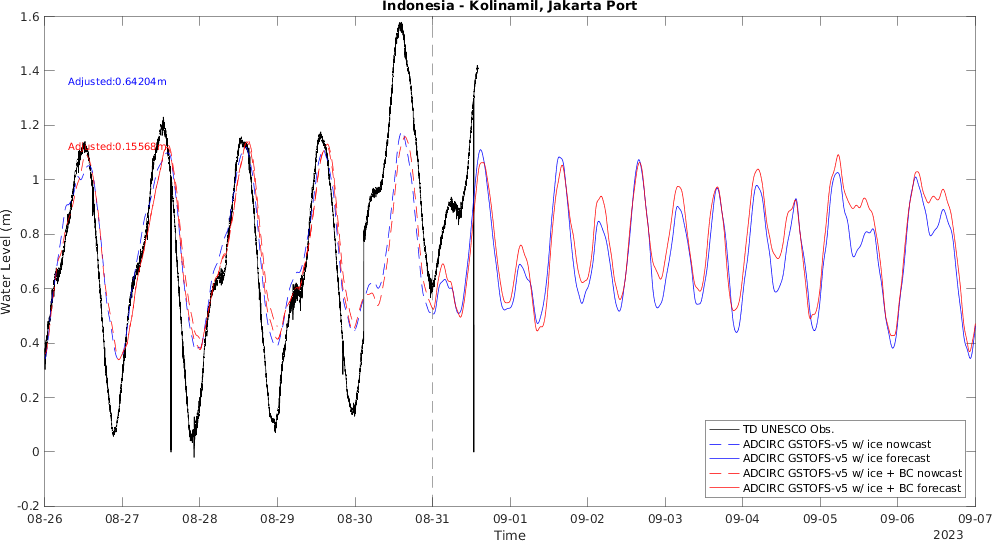 Indonesia - Kolinamil, Jakarta Port
1.6
1.4
1.2
1
0.8
0.6
0.4
0.2
0
-0.2
Water Level (m)
Adjusted:0.64204m
Adjusted:0.15568m
TD UNESCO Obs.
ADCIRC GSTOFS-v5 w/ ice nowcast
ADCIRC GSTOFS-v5 w/ ice forecast
ADCIRC GSTOFS-v5 w/ ice + BC nowcast
ADCIRC GSTOFS-v5 w/ ice + BC forecast
08-26 08-27 08-28 08-29 08-30 08-31 09-01 09-02 09-03 09-04 09-05 09-06 09-07
Time
2023